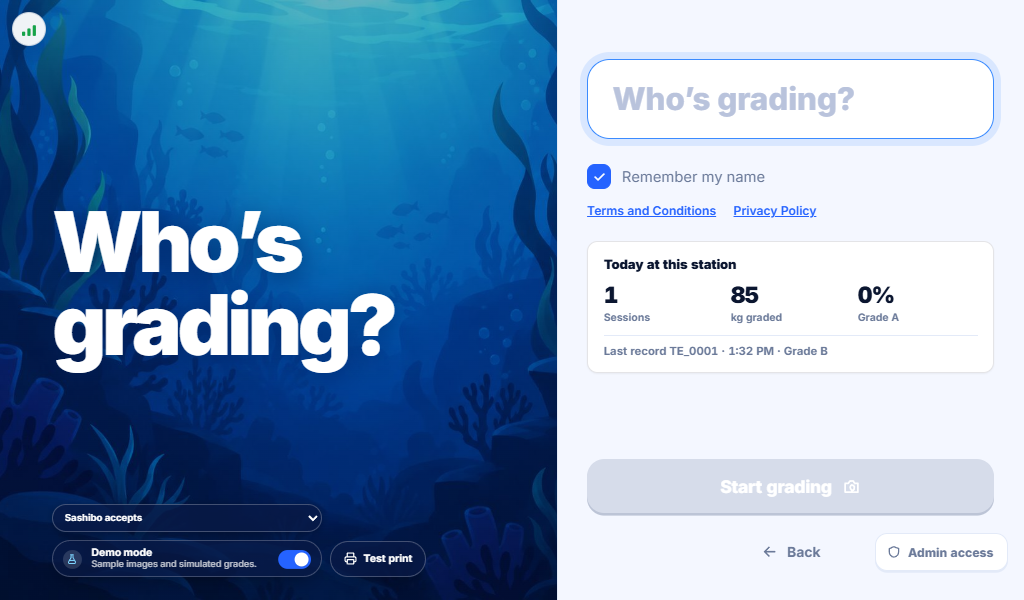 Who's
grading?
Sashibo accepts
Demo mode
Sample images and simulated grades.
Test print
Who's grading?
Remember my name
Terms and Conditions Privacy Policy
Today at this station
1 85 0%
Sessions kg graded Grade A
Last record TE_0001 · 1:32 PM · Grade B
Start grading
Back
Admin access